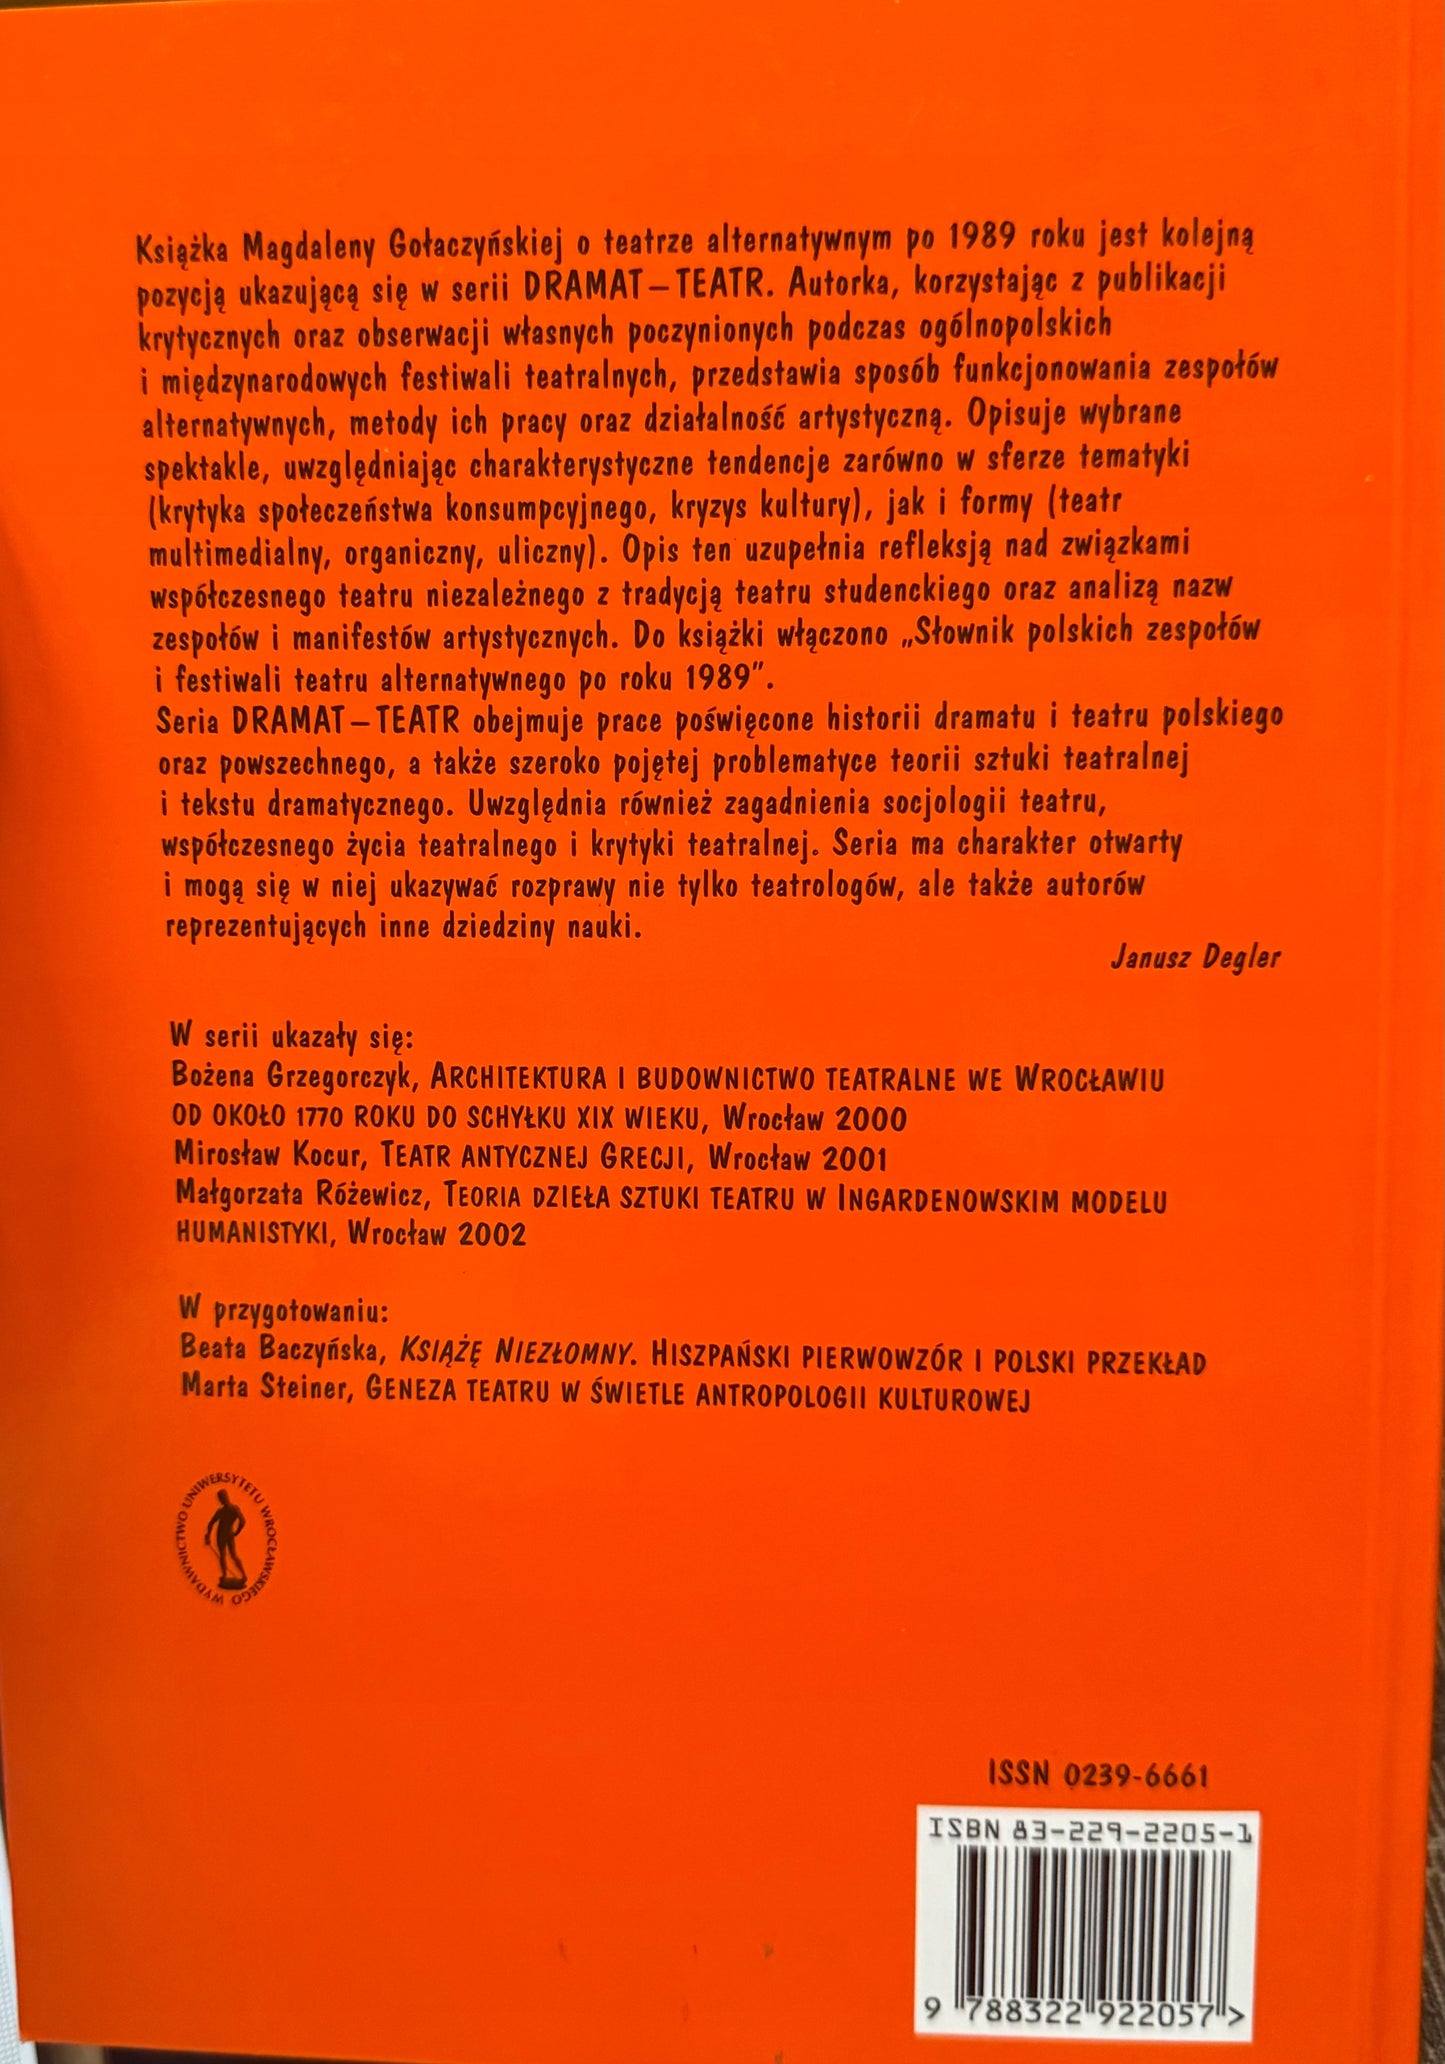 Książka Magdaleny Gołaczyńskiej o teatrze alternatywnym po 1989 roku jest kolejną
pozycją ukazującą się w serii DRAMAT–TEATR. Autorka, korzystając z publikacji
krytycznych oraz obserwacji własnych poczynionych podczas ogólnopolskich
i międzynarodowych festiwali teatralnych, przedstawia sposób funkcjonowania zespołów
alternatywnych, metody ich pracy oraz działalność artystyczną. Opisuje wybrane
spektakle, uwzględniając charakterystyczne tendencje zarówno w sferze tematyki
(krytyka społeczeństwa konsumpcyjnego, kryzys kultury), jak i formy (teatr
multimedialny, organiczny, uliczny). Opis ten uzupełnia refleksją nad związkami
współczesnego teatru niezależnego z tradycją teatru studenckiego oraz analizą nazw
zespołów i manifestów artystycznych. Do książki włączono „Słownik polskich zespołów
i festiwali teatru alternatywnego po roku 1989”.
Seria DRAMAT–TEATR obejmuje prace poświęcone historii dramatu i teatru polskiego
oraz powszechnego, a także szeroko pojętej problematyce teorii sztuki teatralnej
i tekstu dramatycznego. Uwzględnia również zagadnienia socjologii teatru,
współczesnego życia teatralnego i krytyki teatralnej. Seria ma charakter otwarty
i mogą się w niej ukazywać rozprawy nie tylko teatrologów, ale także autorów
reprezentujących inne dziedziny nauki.
Janusz Degler
W serii ukazały się:
Bożena Grzegorczyk, ARCHITEKTURA I BUDOWNICTWO TEATRALNE WE WROCŁAWIU
OD OKOŁO 1770 ROKU DO SCHYŁKU XIX WIEKU, Wrocław 2000
Mirosław Kocur, TEATR ANTYCZNEJ GRECJI, Wrocław 2001
Małgorzata Różewicz, TEORIA DZIEŁA SZTUKI TEATRU W INGARDENOWSKIM MODELU
HUMANISTYKI, Wrocław 2002
W przygotowaniu:
Beata Baczyńska, KSIĄŻĘ NIEZŁOMNY. HISZPAŃSKI PIERWOWZÓR I POLSKI PRZEKŁAD
Marta Steiner, GENEZA TEATRU W ŚWIETLE ANTROPOLOGII KULTUROWEJ
WYDAWNICTWO UNIWERSYTETU WROCŁAWSKIEGO
ISSN 0239-6661
ISBN 83-229-2205-1
9 788322 922057 >